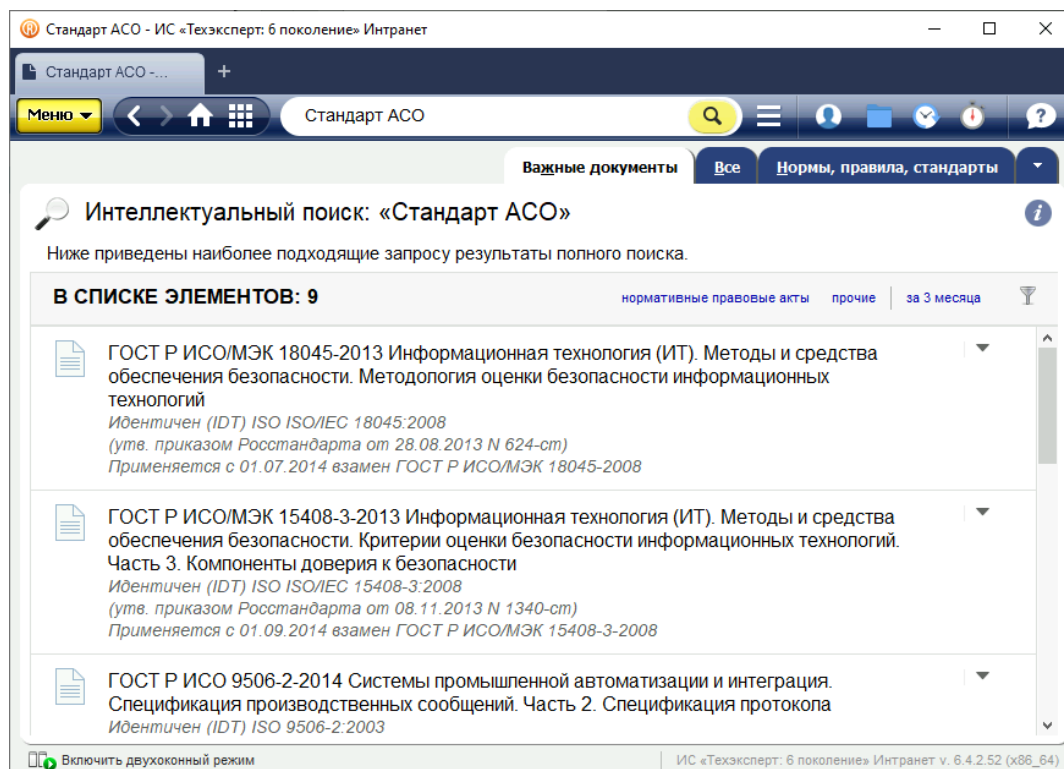 Стандарт АСО - ИС «Техэксперт: 6 поколение» Интранет
Стандарт АСО -...
Меню
Стандарт АСО
Важные документы
Все
Нормы, правила, стандарты
Интеллектуальный поиск: «Стандарт АСО»
Ниже приведены наиболее подходящие запросу результаты полного поиска.
В СПИСКЕ ЭЛЕМЕНТОВ: 9
нормативные правовые акты
прочие
за 3 месяца
ГОСТ Р ИСО/МЭК 18045-2013 Информационная технология (ИТ). Методы и средства
обеспечения безопасности. Методология оценки безопасности информационных
технологий
Идентичен (IDT) ISO ISO/IEC 18045:2008
(утв. приказом Росстандарта от 28.08.2013 N 624-ст)
Применяется с 01.07.2014 взамен ГОСТ Р ИСО/МЭК 18045-2008
ГОСТ Р ИСО/МЭК 15408-3-2013 Информационная технология (ИТ). Методы и средства
обеспечения безопасности. Критерии оценки безопасности информационных технологий.
Часть 3. Компоненты доверия к безопасности
Идентичен (IDT) ISO ISO/IEC 15408-3:2008
(утв. приказом Росстандарта от 08.11.2013 N 1340-ст)
Применяется с 01.09.2014 взамен ГОСТ Р ИСО/МЭК 15408-3-2008
ГОСТ Р ИСО 9506-2-2014 Системы промышленной автоматизации и интеграция.
Спецификация производственных сообщений. Часть 2. Спецификация протокола
Идентичен (IDT) ISO 9506-2:2003
Включить двухоконный режим
ИС «Техэксперт: 6 поколение» Интранет v. 6.4.2.52 (x86_64)